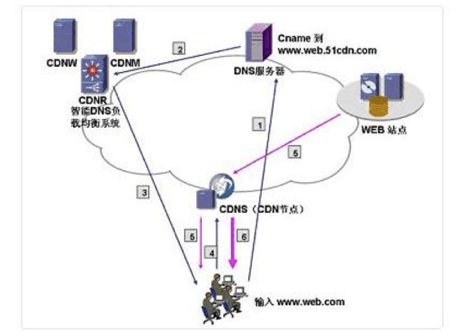 CDNW
CDNM
CDNR
智能DNS负
载均衡系统
2
Cname 到
www.web.51cdn.com
DNS服务器
1
5
WEB 站点
3
CDNS（CDN节点）
5
4
6
输入 www.web.com